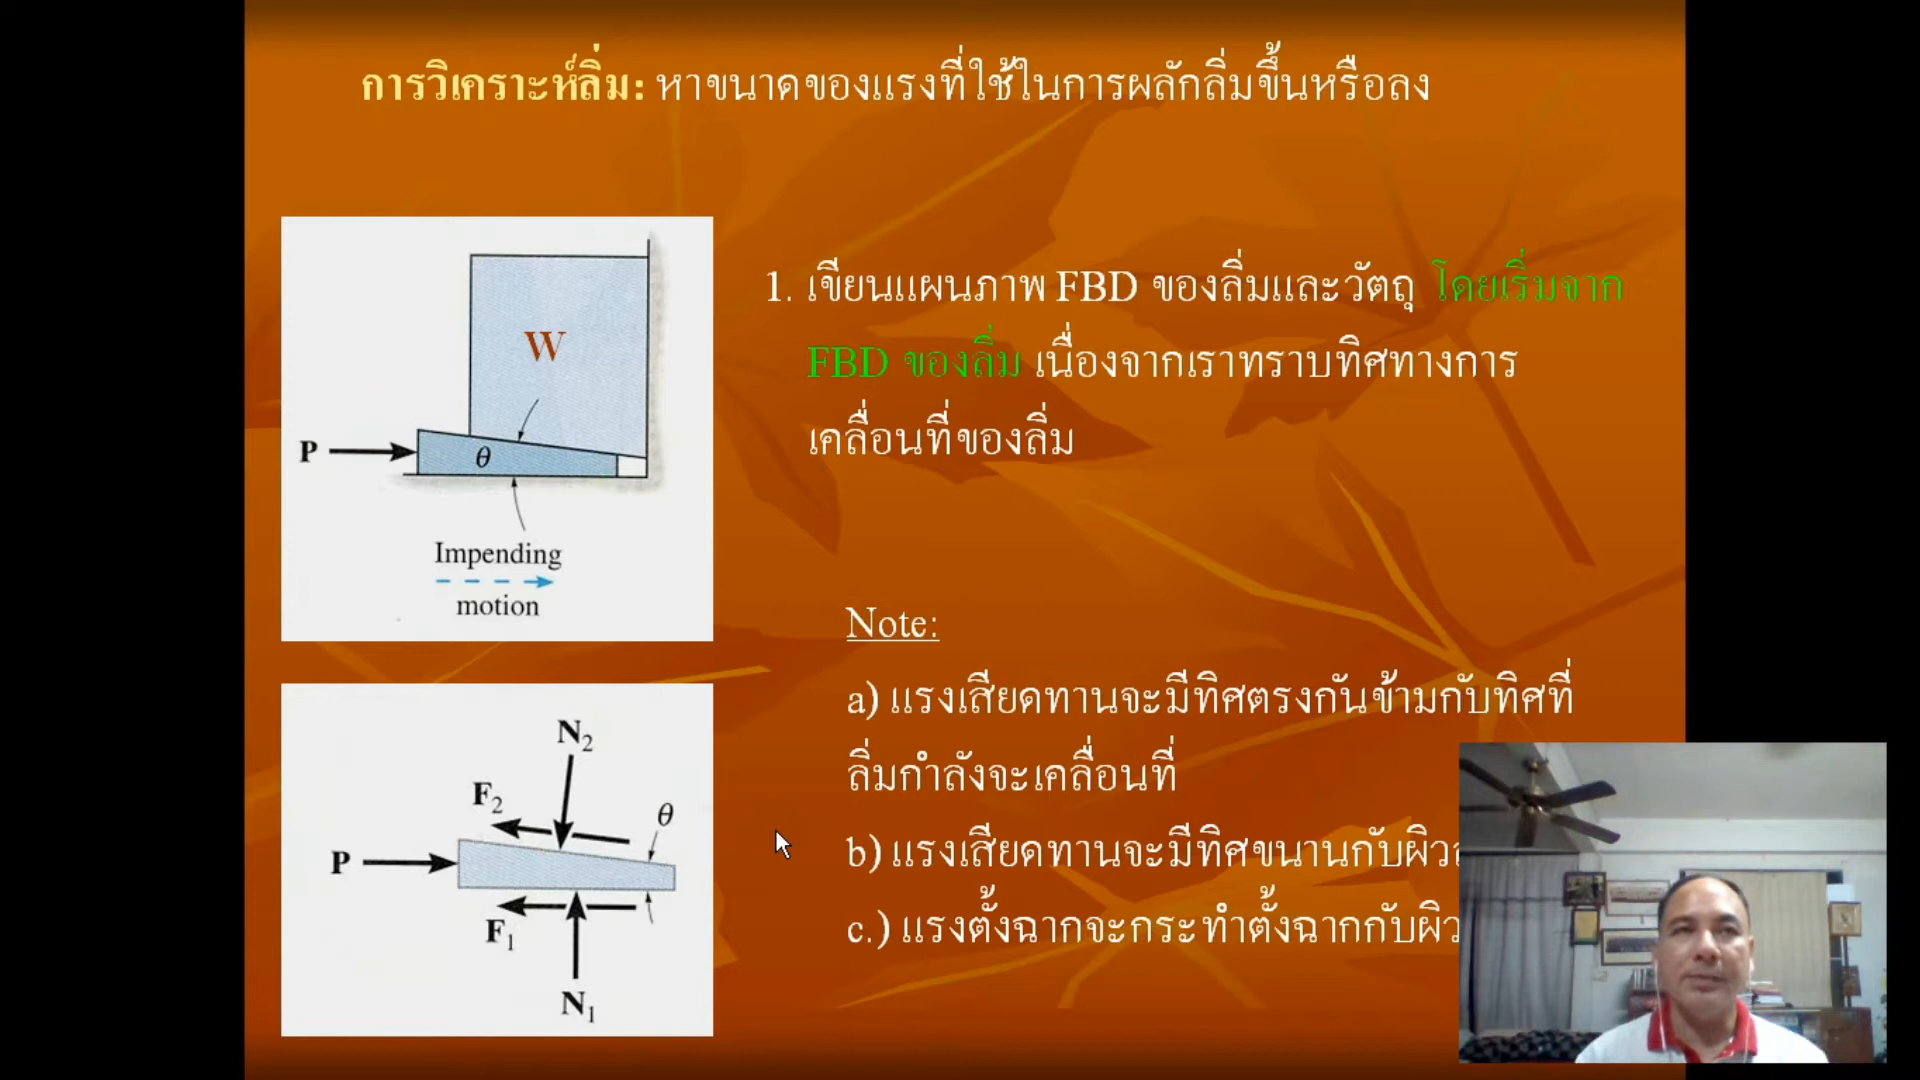 การวิเคราะห์ลิ่ม: หาขนาดของแรงที่ใช้ในการผลักลิ่มขึ้นหรือลง
W
P
θ
Impending
motion
1. เขียนแผนภาพ FBD ของลิ่มและวัตถุ โดยเริ่มจาก
FBD ของลิ่ม เนื่องจากเราทราบทิศทางการ
เคลื่อนที่ของลิ่ม
N2
F2
θ
P
F1
N1
Note:
a) แรงเสียดทานจะมีทิศตรงกันข้ามกับทิศที่
ลิ่มกำลังจะเคลื่อนที่
b) แรงเสียดทานจะมีทิศขนานกับผิว
c.) แรงตั้งฉากจะกระทำตั้งฉากกับผิว